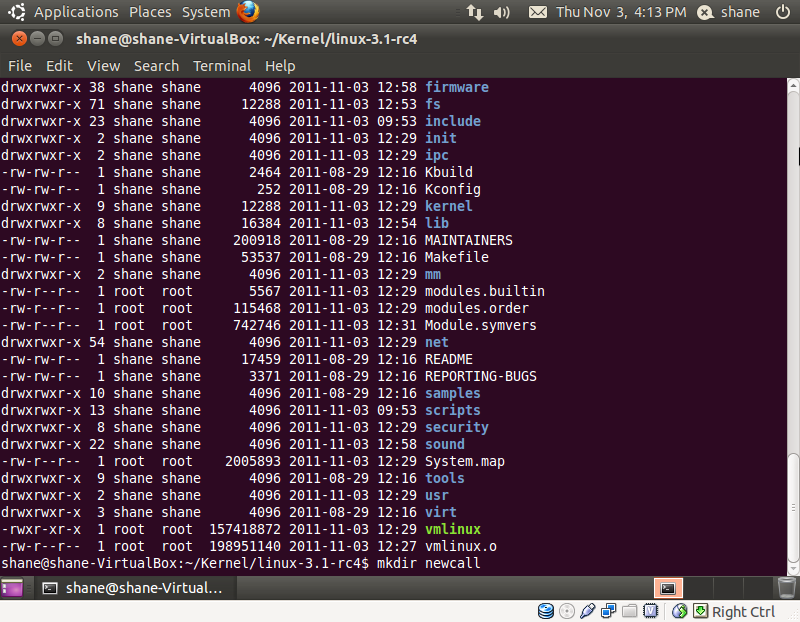 Applications Places System Thu Nov 3, 4:13 PM shane
shane@shane-VirtualBox: ~/Kernel/linux-3.1-rc4
File Edit View Search Terminal Help
drwxrwxr-x 38 shane shane      4096 2011-11-03 12:58 firmware
drwxrwxr-x 71 shane shane     12288 2011-11-03 12:53 fs
drwxrwxr-x 23 shane shane      4096 2011-11-03 09:53 include
drwxrwxr-x  2 shane shane      4096 2011-11-03 12:29 init
drwxrwxr-x  2 shane shane      4096 2011-11-03 12:29 ipc
-rw-rw-r--  1 shane shane      2464 2011-08-29 12:16 Kbuild
-rw-rw-r--  1 shane shane       252 2011-08-29 12:16 Kconfig
drwxrwxr-x  9 shane shane     12288 2011-11-03 12:29 kernel
drwxrwxr-x  8 shane shane     16384 2011-11-03 12:54 lib
-rw-rw-r--  1 shane shane    200918 2011-08-29 12:16 MAINTAINERS
-rw-rw-r--  1 shane shane     53537 2011-08-29 12:16 Makefile
drwxrwxr-x  2 shane shane      4096 2011-11-03 12:29 mm
-rw-r--r--  1 root  root       5567 2011-11-03 12:29 modules.builtin
-rw-r--r--  1 root  root     115468 2011-11-03 12:29 modules.order
-rw-r--r--  1 root  root     742746 2011-11-03 12:31 Module.symvers
drwxrwxr-x 54 shane shane      4096 2011-11-03 12:29 net
-rw-rw-r--  1 shane shane     17459 2011-08-29 12:16 README
-rw-rw-r--  1 shane shane      3371 2011-08-29 12:16 REPORTING-BUGS
drwxrwxr-x 10 shane shane      4096 2011-08-29 12:16 samples
drwxrwxr-x 13 shane shane      4096 2011-11-03 09:53 scripts
drwxrwxr-x  8 shane shane      4096 2011-11-03 12:29 security
drwxrwxr-x 22 shane shane      4096 2011-11-03 12:58 sound
-rw-r--r--  1 root  root    2005893 2011-11-03 12:29 System.map
drwxrwxr-x  9 shane shane      4096 2011-08-29 12:16 tools
drwxrwxr-x  2 shane shane      4096 2011-11-03 12:29 usr
drwxrwxr-x  3 shane shane      4096 2011-08-29 12:16 virt
-rwxr-xr-x  1 root  root  157418872 2011-11-03 12:29 vmlinux
-rw-r--r--  1 root  root  198951140 2011-11-03 12:27 vmlinux.o
shane@shane-VirtualBox:~/Kernel/linux-3.1-rc4$ mkdir newcall
shane@shane-Virtual...
Right Ctrl